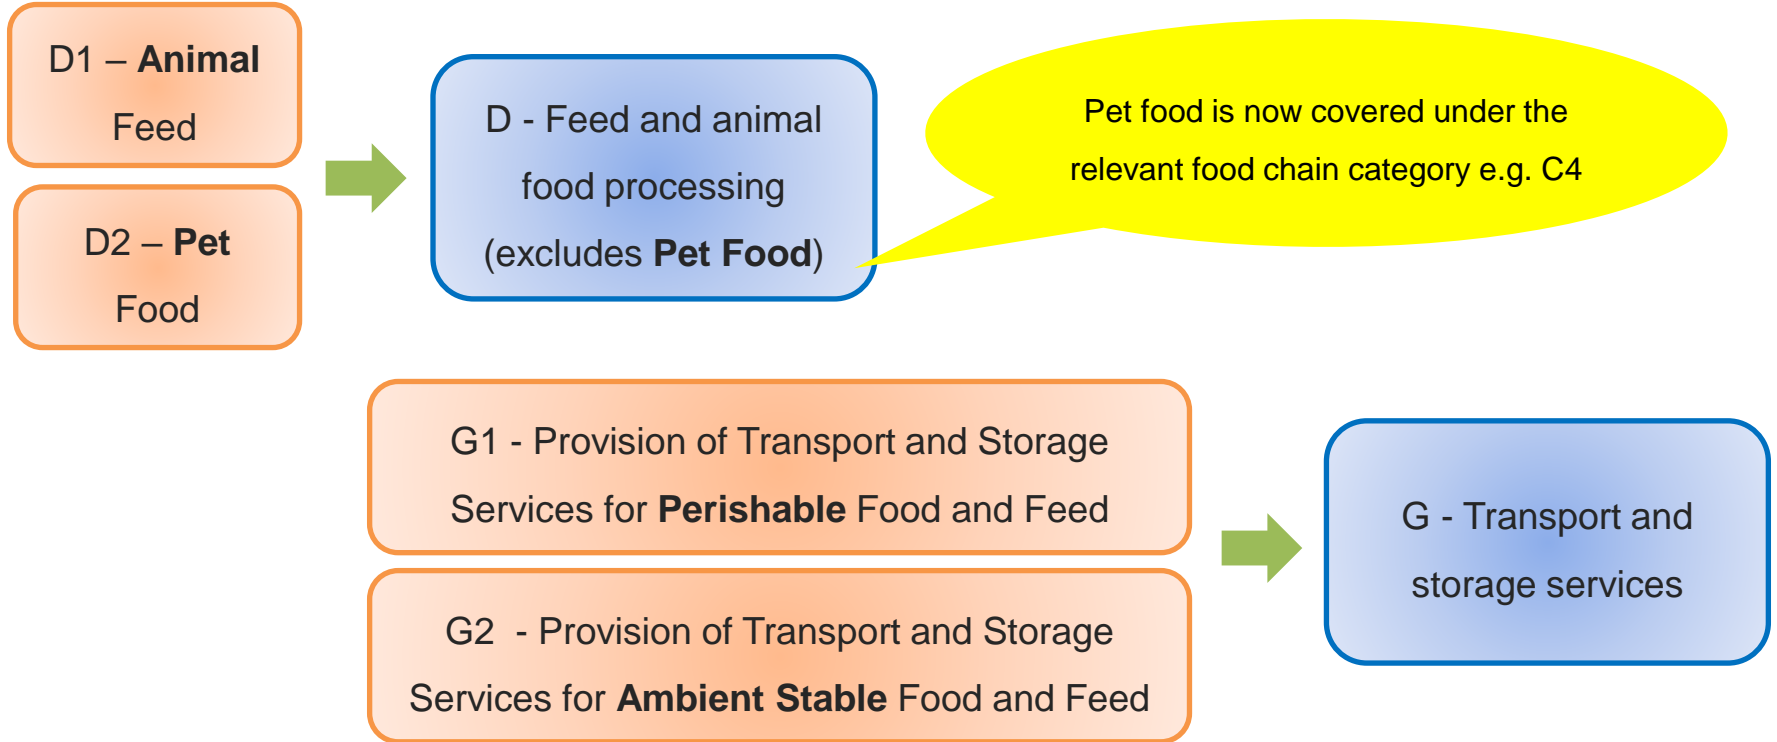 D1 – Animal
Feed
D2 – Pet
Food
D - Feed and animal
food processing
(excludes Pet Food)
Pet food is now covered under the
relevant food chain category e.g. C4
G1 - Provision of Transport and Storage
Services for Perishable Food and Feed
G2  - Provision of Transport and Storage
Services for Ambient Stable Food and Feed
G - Transport and
storage services